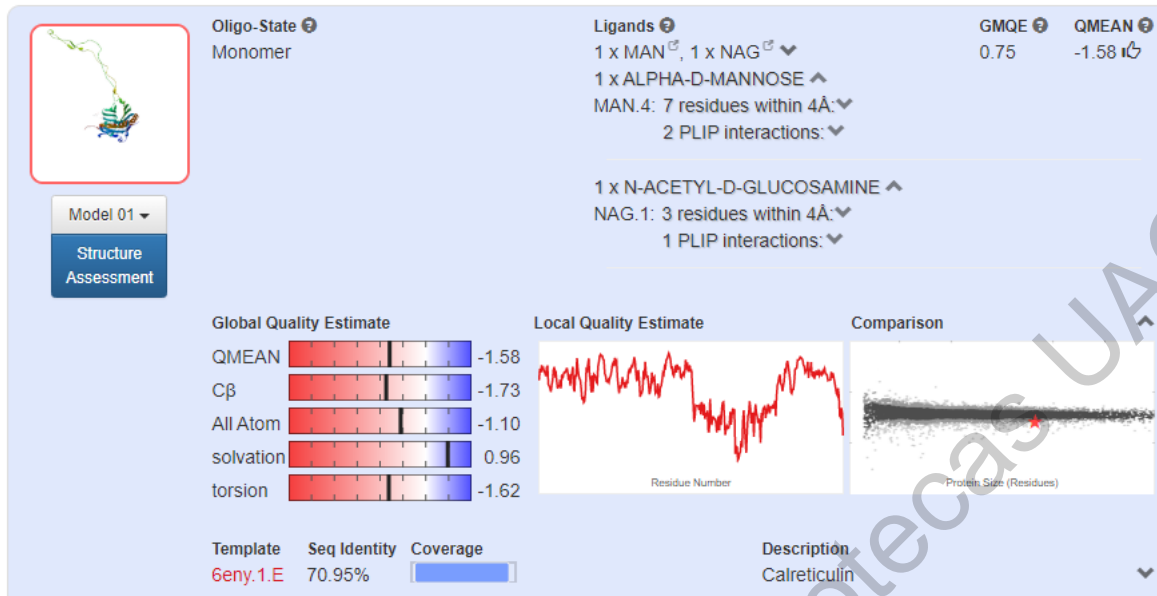 Oligo-State
Monomer
Ligands
1 x MAN, 1 x NAG
1 x ALPHA-D-MANNOSE
MAN.4: 7 residues within 4Å:
2 PLIP interactions:
1 x N-ACETYL-D-GLUCOSAMINE
NAG.1: 3 residues within 4Å:
1 PLIP interactions:
GMQE QMEAN
0.75 -1.58
Model 01
Structure
Assessment
Global Quality Estimate
QMEAN -1.58
Cβ -1.73
All Atom -1.10
solvation 0.96
torsion -1.62
Local Quality Estimate
Residue Number
Comparison
Protein Size (Residues)
Template Seq Identity Coverage Description
6eny.1.E 70.95% Calreticulin